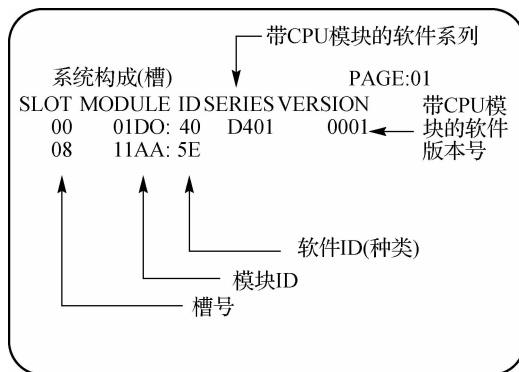 带CPU模块的软件系列
系统构成(槽) PAGE:01
SLOT MODULE ID SERIES VERSION
00 01DO: 40 D401 0001
08 11AA: 5E
带CPU模
块的软件
版本号
软件ID(种类)
模块ID
槽号